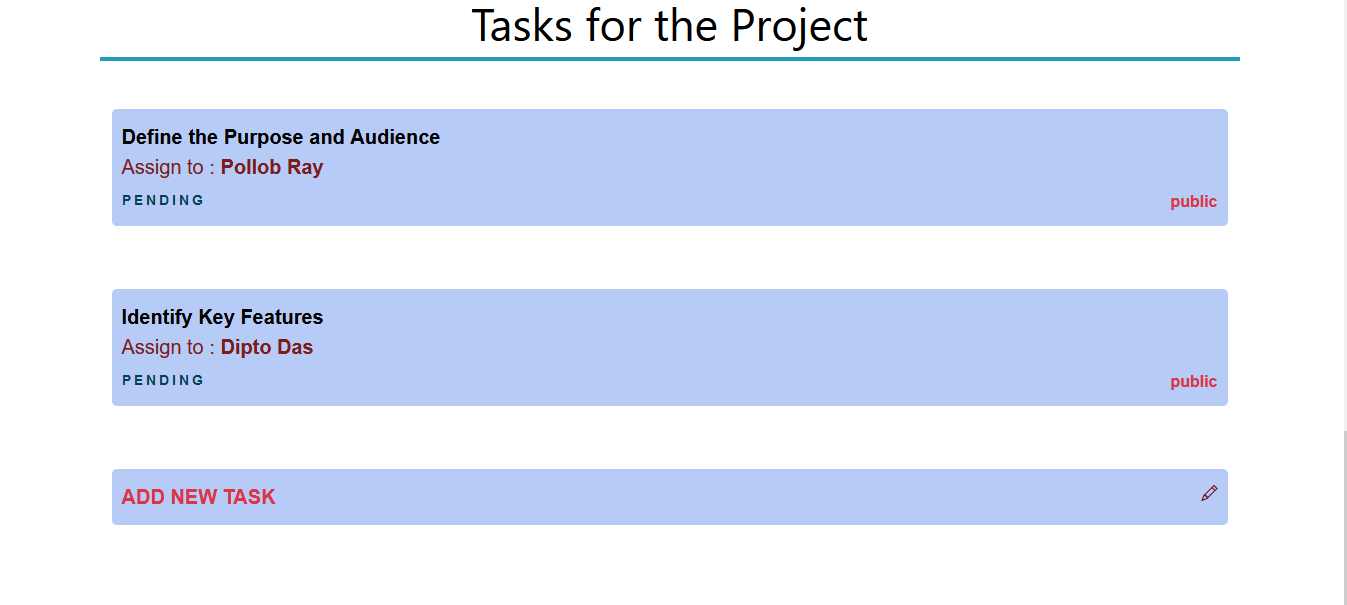 Tasks for the Project
Define the Purpose and Audience
Assign to : Pollob Ray
PENDING
public
Identify Key Features
Assign to : Dipto Das
PENDING
public
ADD NEW TASK